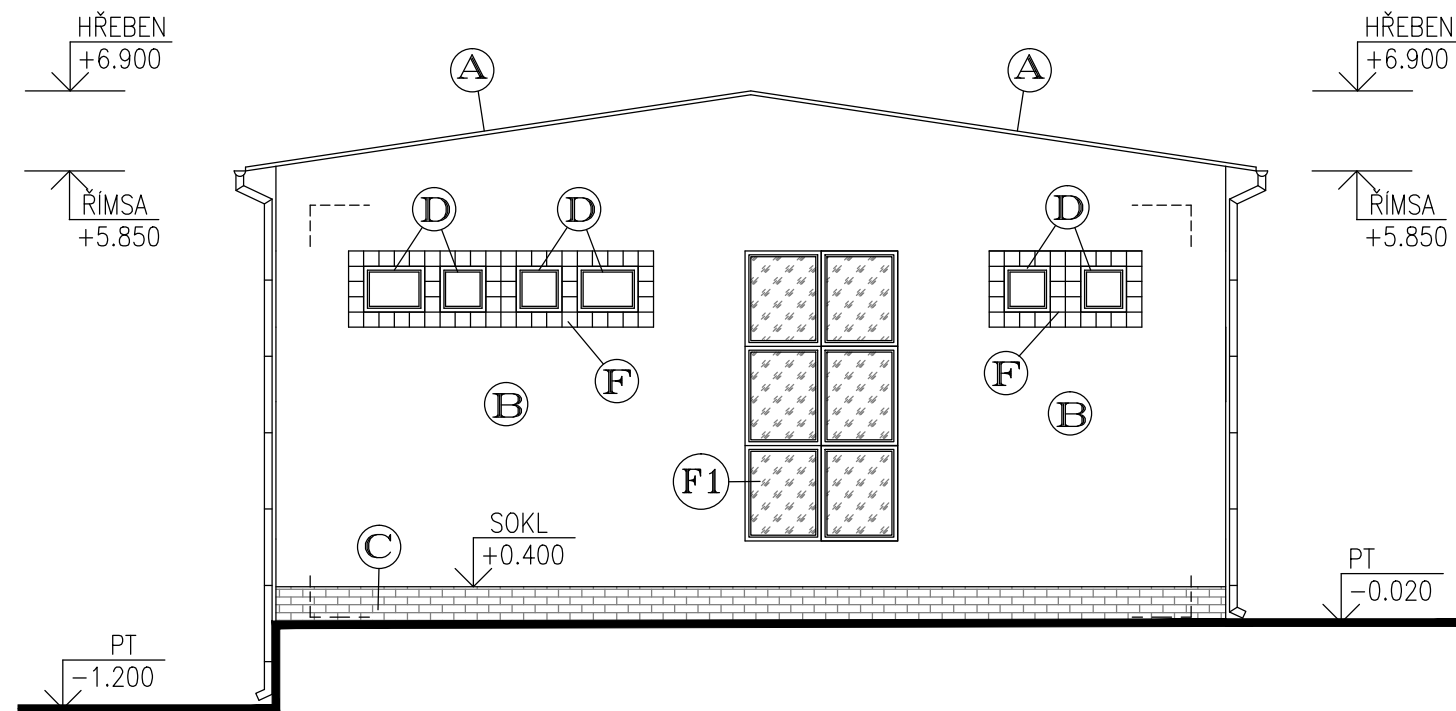 HŘEBEN
+6.900
HŘEBEN
+6.900
A
A
ŘÍMSA
+5.850
ŘÍMSA
+5.850
D
D
D
F
F
B
B
F1
SOKL
+0.400
C
PT
-0.020
PT
-1.200